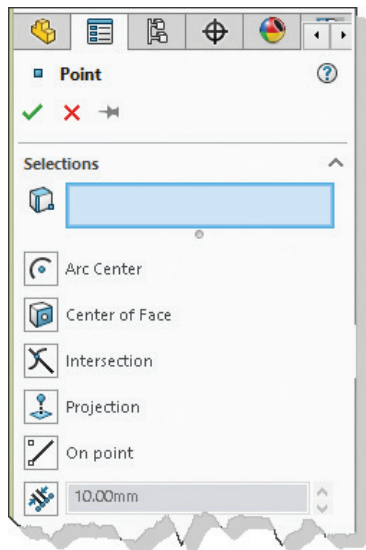 Point
Selections
Arc Center
Center of Face
Intersection
Projection
On point
10.00mm